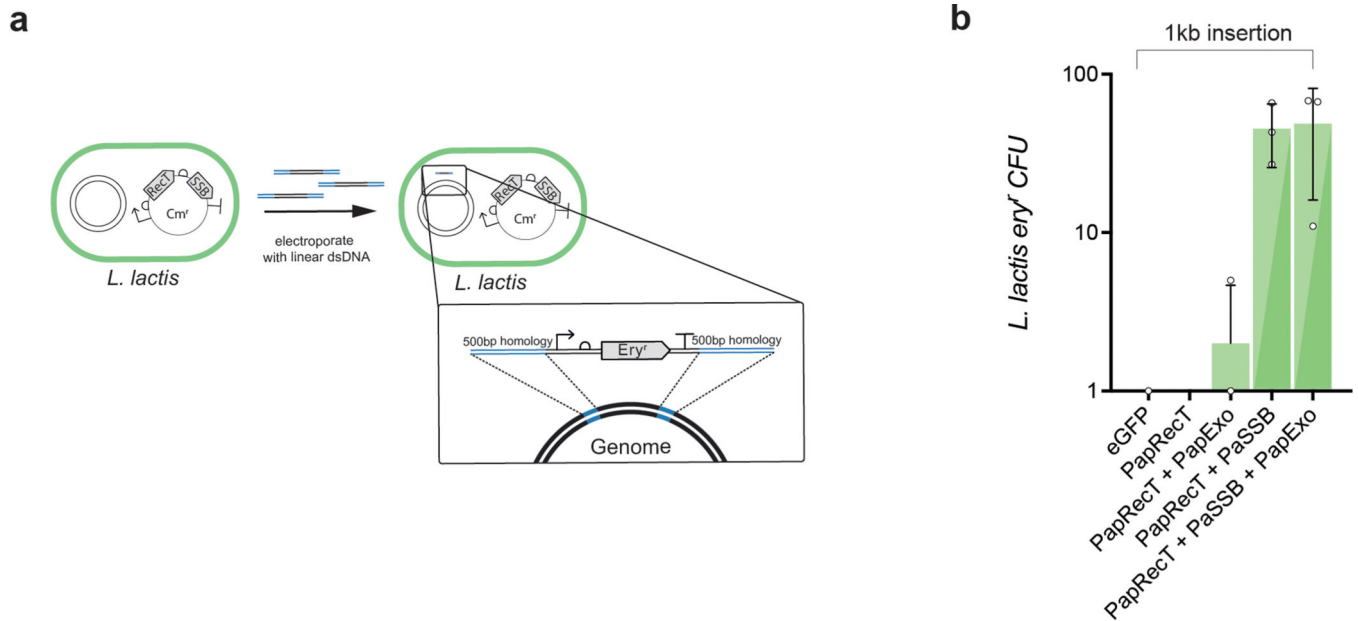 a
RecT
SSB
Cmʳ
L. lactis
electroporate
with linear dsDNA
RecT
SSB
Cmʳ
L. lactis
500bp homology
Eryʳ
500bp homology
Genome
b
1kb insertion
L. lactis eryʳ CFU
100
10
1
eGFP
PapRecT
PapRecT + PapExo
PapRecT + PaSSB
PapRecT + PaSSB + PapExo